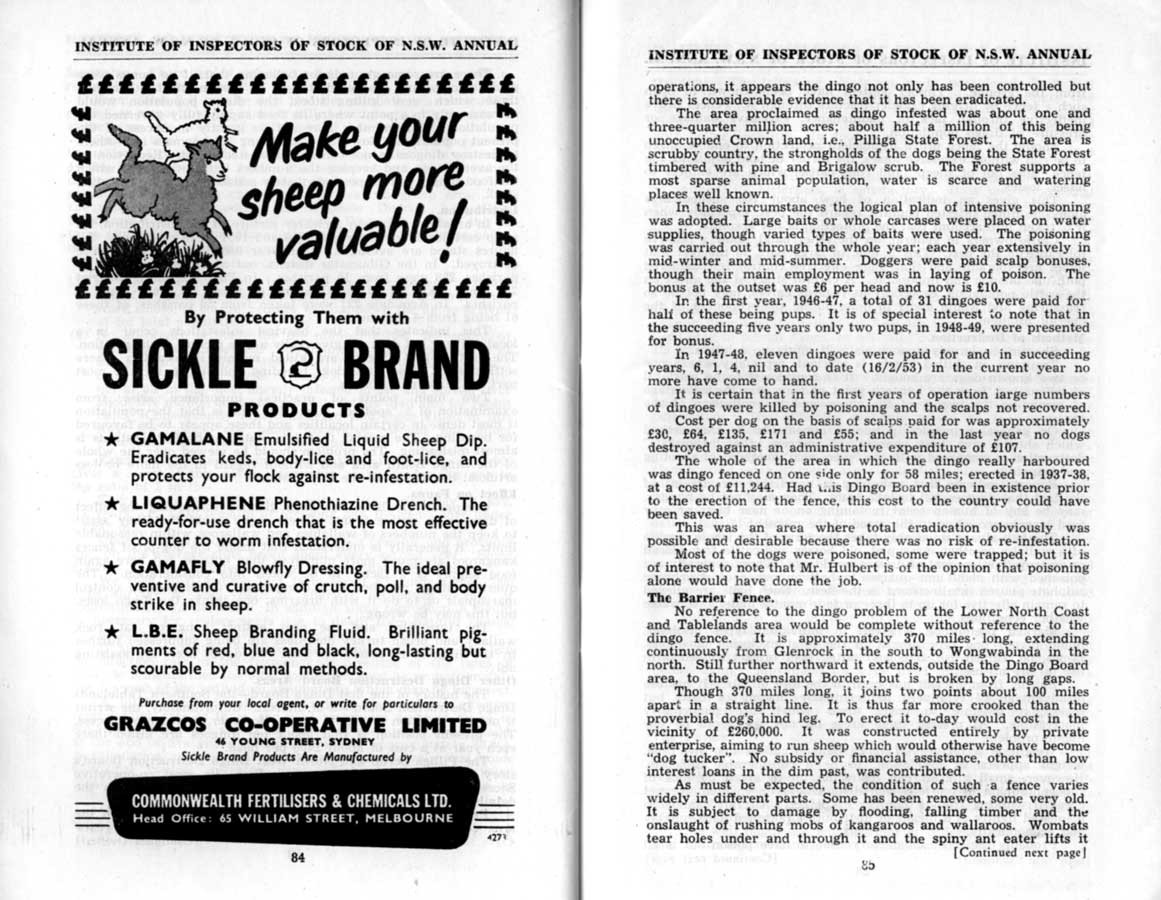 INSTITUTE OF INSPECTORS OF STOCK OF N.S.W. ANNUAL
££££££££££££££££££££
Make your
sheep more
valuable!
££££££££££££££££££££
By Protecting Them with
SICKLE 2 BRAND
PRODUCTS
★ GAMALANE Emulsified Liquid Sheep Dip.
Eradicates keds, body-lice and foot-lice, and
protects your flock against re-infestation.
★ LIQUAPHENE Phenothiazine Drench. The
ready-for-use drench that is the most effective
counter to worm infestation.
★ GAMAFLY Blowfly Dressing. The ideal pre-
ventive and curative of crutch, poll, and body
strike in sheep.
★ L.B.E. Sheep Branding Fluid. Brilliant pig-
ments of red, blue and black, long-lasting but
scourable by normal methods.
Purchase from your local agent, or write for particulars to
GRAZCOS CO-OPERATIVE LIMITED
46 YOUNG STREET, SYDNEY
Sickle Brand Products Are Manufactured by
COMMONWEALTH FERTILISERS & CHEMICALS LTD.
Head Office: 65 WILLIAM STREET, MELBOURNE
84
INSTITUTE OF INSPECTORS OF STOCK OF N.S.W. ANNUAL
operations, it appears the dingo not only has been controlled but
there is considerable evidence that it has been eradicated.
The area proclaimed as dingo infested was about one and
three-quarter million acres; about half a million of this being
unoccupied Crown land, i.e., Pilliga State Forest. The area is
scrubby country, the strongholds of the dogs being the State Forest
timbered with pine and Brigalow scrub. The Forest supports a
most sparse animal population, water is scarce and watering
places well known.
In these circumstances the logical plan of intensive poisoning
was adopted. Large baits or whole carcases were placed on water
supplies, though varied types of baits were used. The poisoning
was carried out through the whole year; each year extensively in
mid-winter and mid-summer. Doggers were paid scalp bonuses,
though their main employment was in laying of poison. The
bonus at the outset was £6 per head and now is £10.
In the first year, 1946-47, a total of 31 dingoes were paid for
half of these being pups. It is of special interest to note that in
the succeeding five years only two pups, in 1948-49, were presented
for bonus.
In 1947-48, eleven dingoes were paid for and in succeeding
years, 6, 1, 4, nil and to date (16/2/53) in the current year no
more have come to hand.
It is certain that in the first years of operation large numbers
of dingoes were killed by poisoning and the scalps not recovered.
Cost per dog on the basis of scalps paid for was approximately
£30, £64, £135, £171 and £55; and in the last year no dogs
destroyed against an administrative expenditure of £107.
The whole of the area in which the dingo really harboured
was dingo fenced on one side only for 58 miles; erected in 1937-38,
at a cost of £11,244. Had this Dingo Board been in existence prior
to the erection of the fence, this cost to the country could have
been saved.
This was an area where total eradication obviously was
possible and desirable because there was no risk of re-infestation.
Most of the dogs were poisoned, some were trapped; but it is
of interest to note that Mr. Hulbert is of the opinion that poisoning
alone would have done the job.
The Barrier Fence.
No reference to the dingo problem of the Lower North Coast
and Tablelands area would be complete without reference to the
dingo fence. It is approximately 370 miles long, extending
continuously from Glenrock in the south to Wongwabinda in the
north. Still further northward it extends, outside the Dingo Board
area, to the Queensland Border, but is broken by long gaps.
Though 370 miles long, it joins two points about 100 miles
apart in a straight line. It is thus far more crooked than the
proverbial dog's hind leg. To erect it to-day would cost in the
vicinity of £260,000. It was constructed entirely by private
enterprise, aiming to run sheep which would otherwise have become
"dog tucker". No subsidy or financial assistance, other than low
interest loans in the dim past, was contributed.
As must be expected, the condition of such a fence varies
widely in different parts. Some has been renewed, some very old.
It is subject to damage by flooding, falling timber and the
onslaught of rushing mobs of kangaroos and wallaroos. Wombats
tear holes under and through it and the spiny ant eater lifts it
[Continued next page]
85